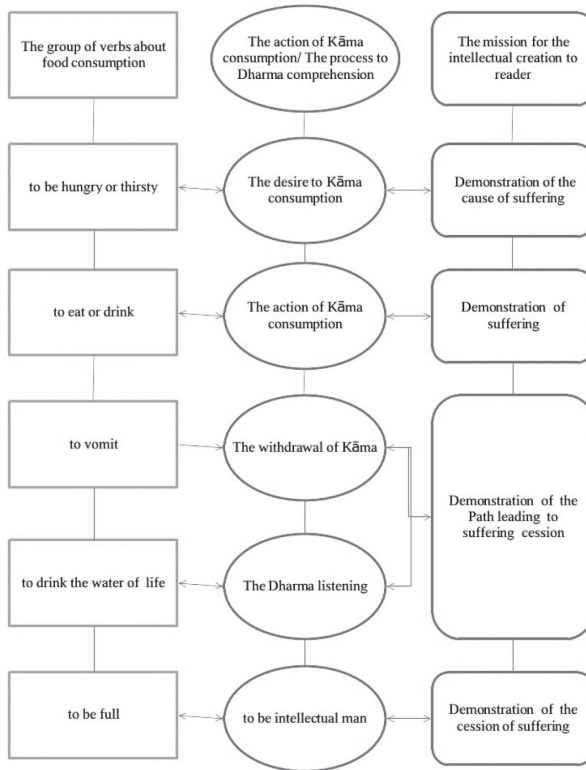 The group of verbs about
food consumption
The action of Kāma
consumption/ The process to
Dharma comprehension
The mission for the
intellectual creation to
reader
to be hungry or thirsty
The desire to Kāma
consumption
Demonstration of the
cause of suffering
to eat or drink
The action of Kāma
consumption
Demonstration of
suffering
to vomit
The withdrawal of Kāma
Demonstration of the
Path leading to
suffering cession
to drink the water of life
The Dharma listening
to be full
to be intellectual man
Demonstration of the
cession of suffering